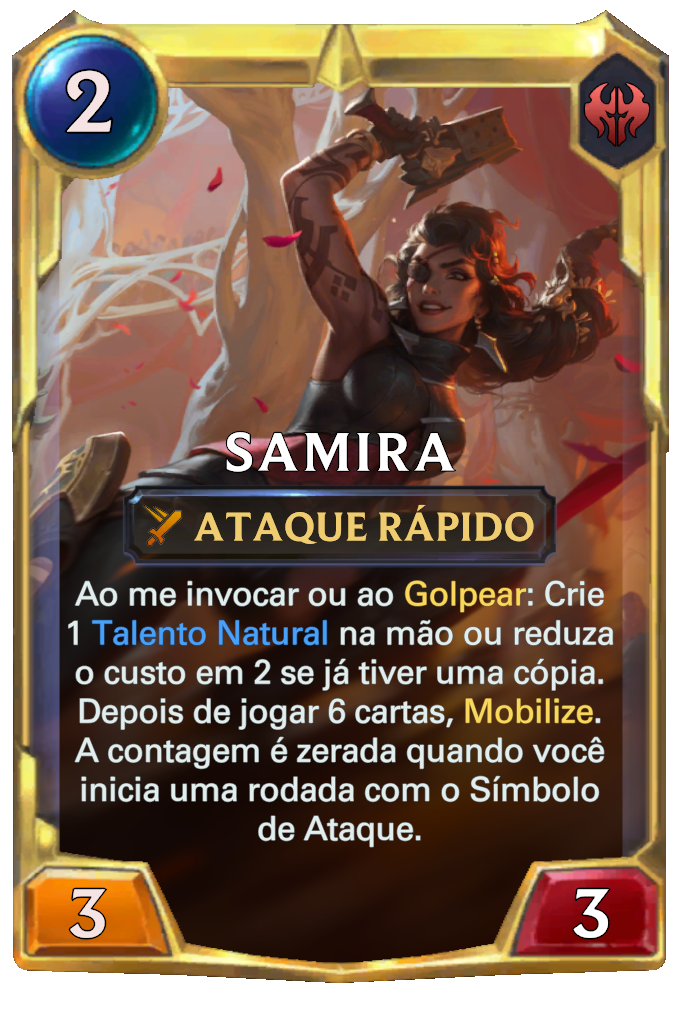 2
SAMIRA
ATAQUE RÁPIDO
Ao me invocar ou ao Golpear: Crie
1 Talento Natural na mão ou reduza
o custo em 2 se já tiver uma cópia.
Depois de jogar 6 cartas, Mobilize.
A contagem é zerada quando você
inicia uma rodada com o Símbolo
de Ataque.
3
3